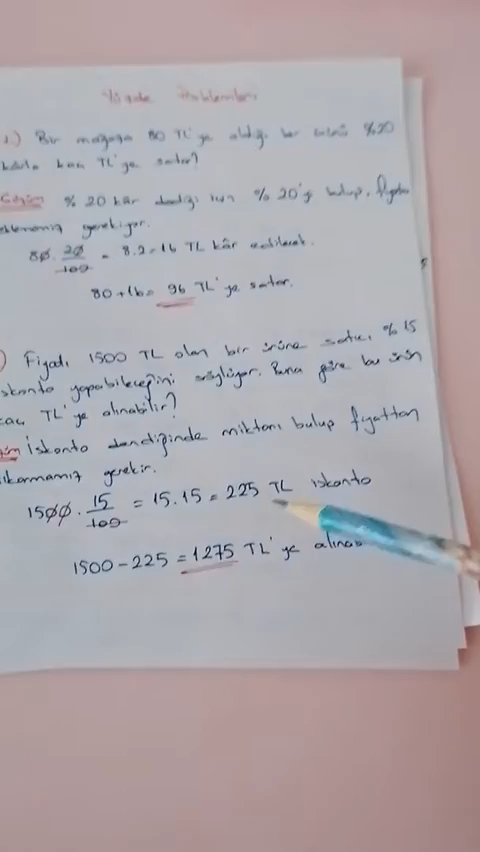 Yüzde Problemleri
1.) Bir mağaza 80 TL'ye aldığı bir ürünü %20
kârla kaç TL'ye satar?
Çözüm % 20 kâr dendiği için % 20'yi bulup, fiyata
eklememiz gerekiyor.
80 . 20/100 = 8.2 = 16 TL kâr edilecek.
80 + 16 = 96 TL'ye satar.
) Fiyatı 1500 TL olan bir ürüne satıcı % 15
iskonto yapabileceğini söylüyor. Buna göre bu ürün
kaç TL'ye alınabilir?
İskonto dendiğinde miktarı bulup fiyattan
çıkarmamız gerekir.
1500 . 15/100 = 15.15 = 225 TL iskonto
1500 - 225 = 1275 TL'ye